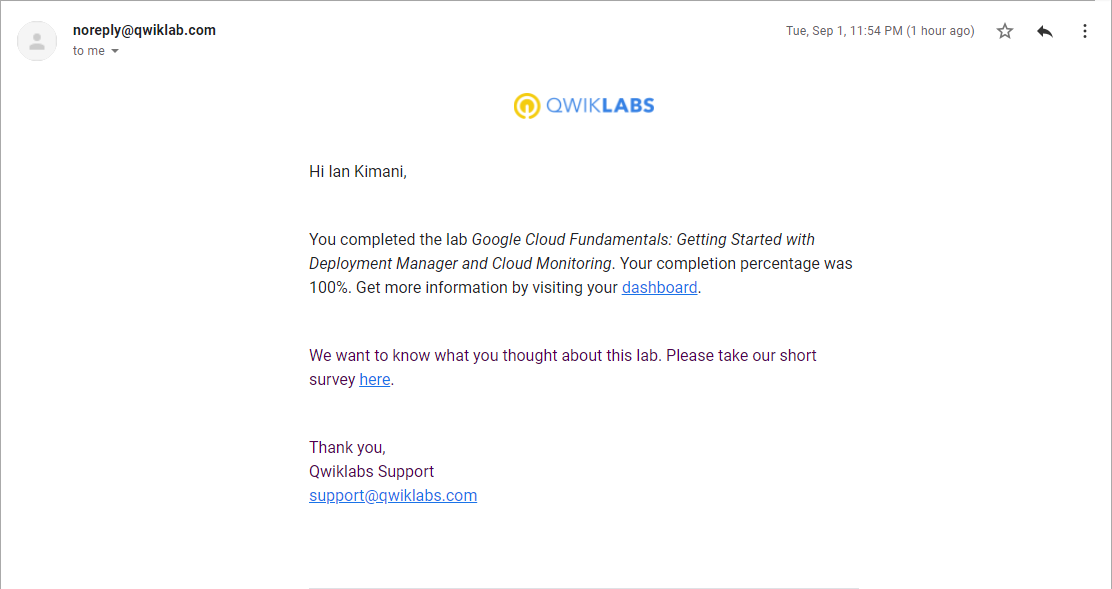 noreply@qwiklab.com
Tue, Sep 1, 11:54 PM (1 hour ago)
to me
QWIKLABS
Hi Ian Kimani,
You completed the lab Google Cloud Fundamentals: Getting Started with
Deployment Manager and Cloud Monitoring. Your completion percentage was
100%. Get more information by visiting your dashboard.
We want to know what you thought about this lab. Please take our short
survey here.
Thank you,
Qwiklabs Support
support@qwiklabs.com